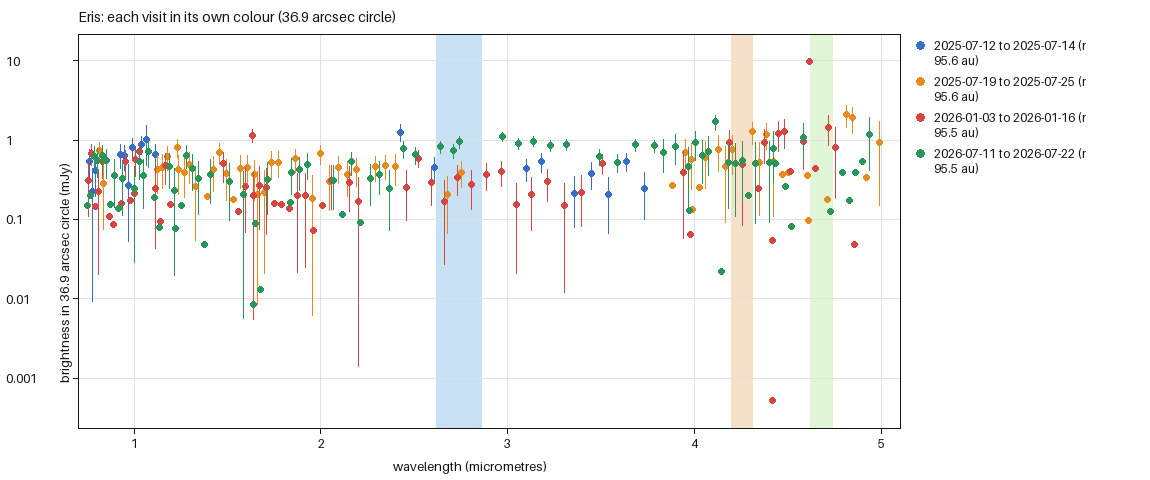 Eris: each visit in its own colour (36.9 arcsec circle)
10
1
0.1
0.01
0.001
brightness in 36.9 arcsec circle (mJy)
1
2
3
4
5
wavelength (micrometres)
2025-07-12 to 2025-07-14 (r
95.6 au)
2025-07-19 to 2025-07-25 (r
95.6 au)
2026-01-03 to 2026-01-16 (r
95.5 au)
2026-07-11 to 2026-07-22 (r
95.5 au)